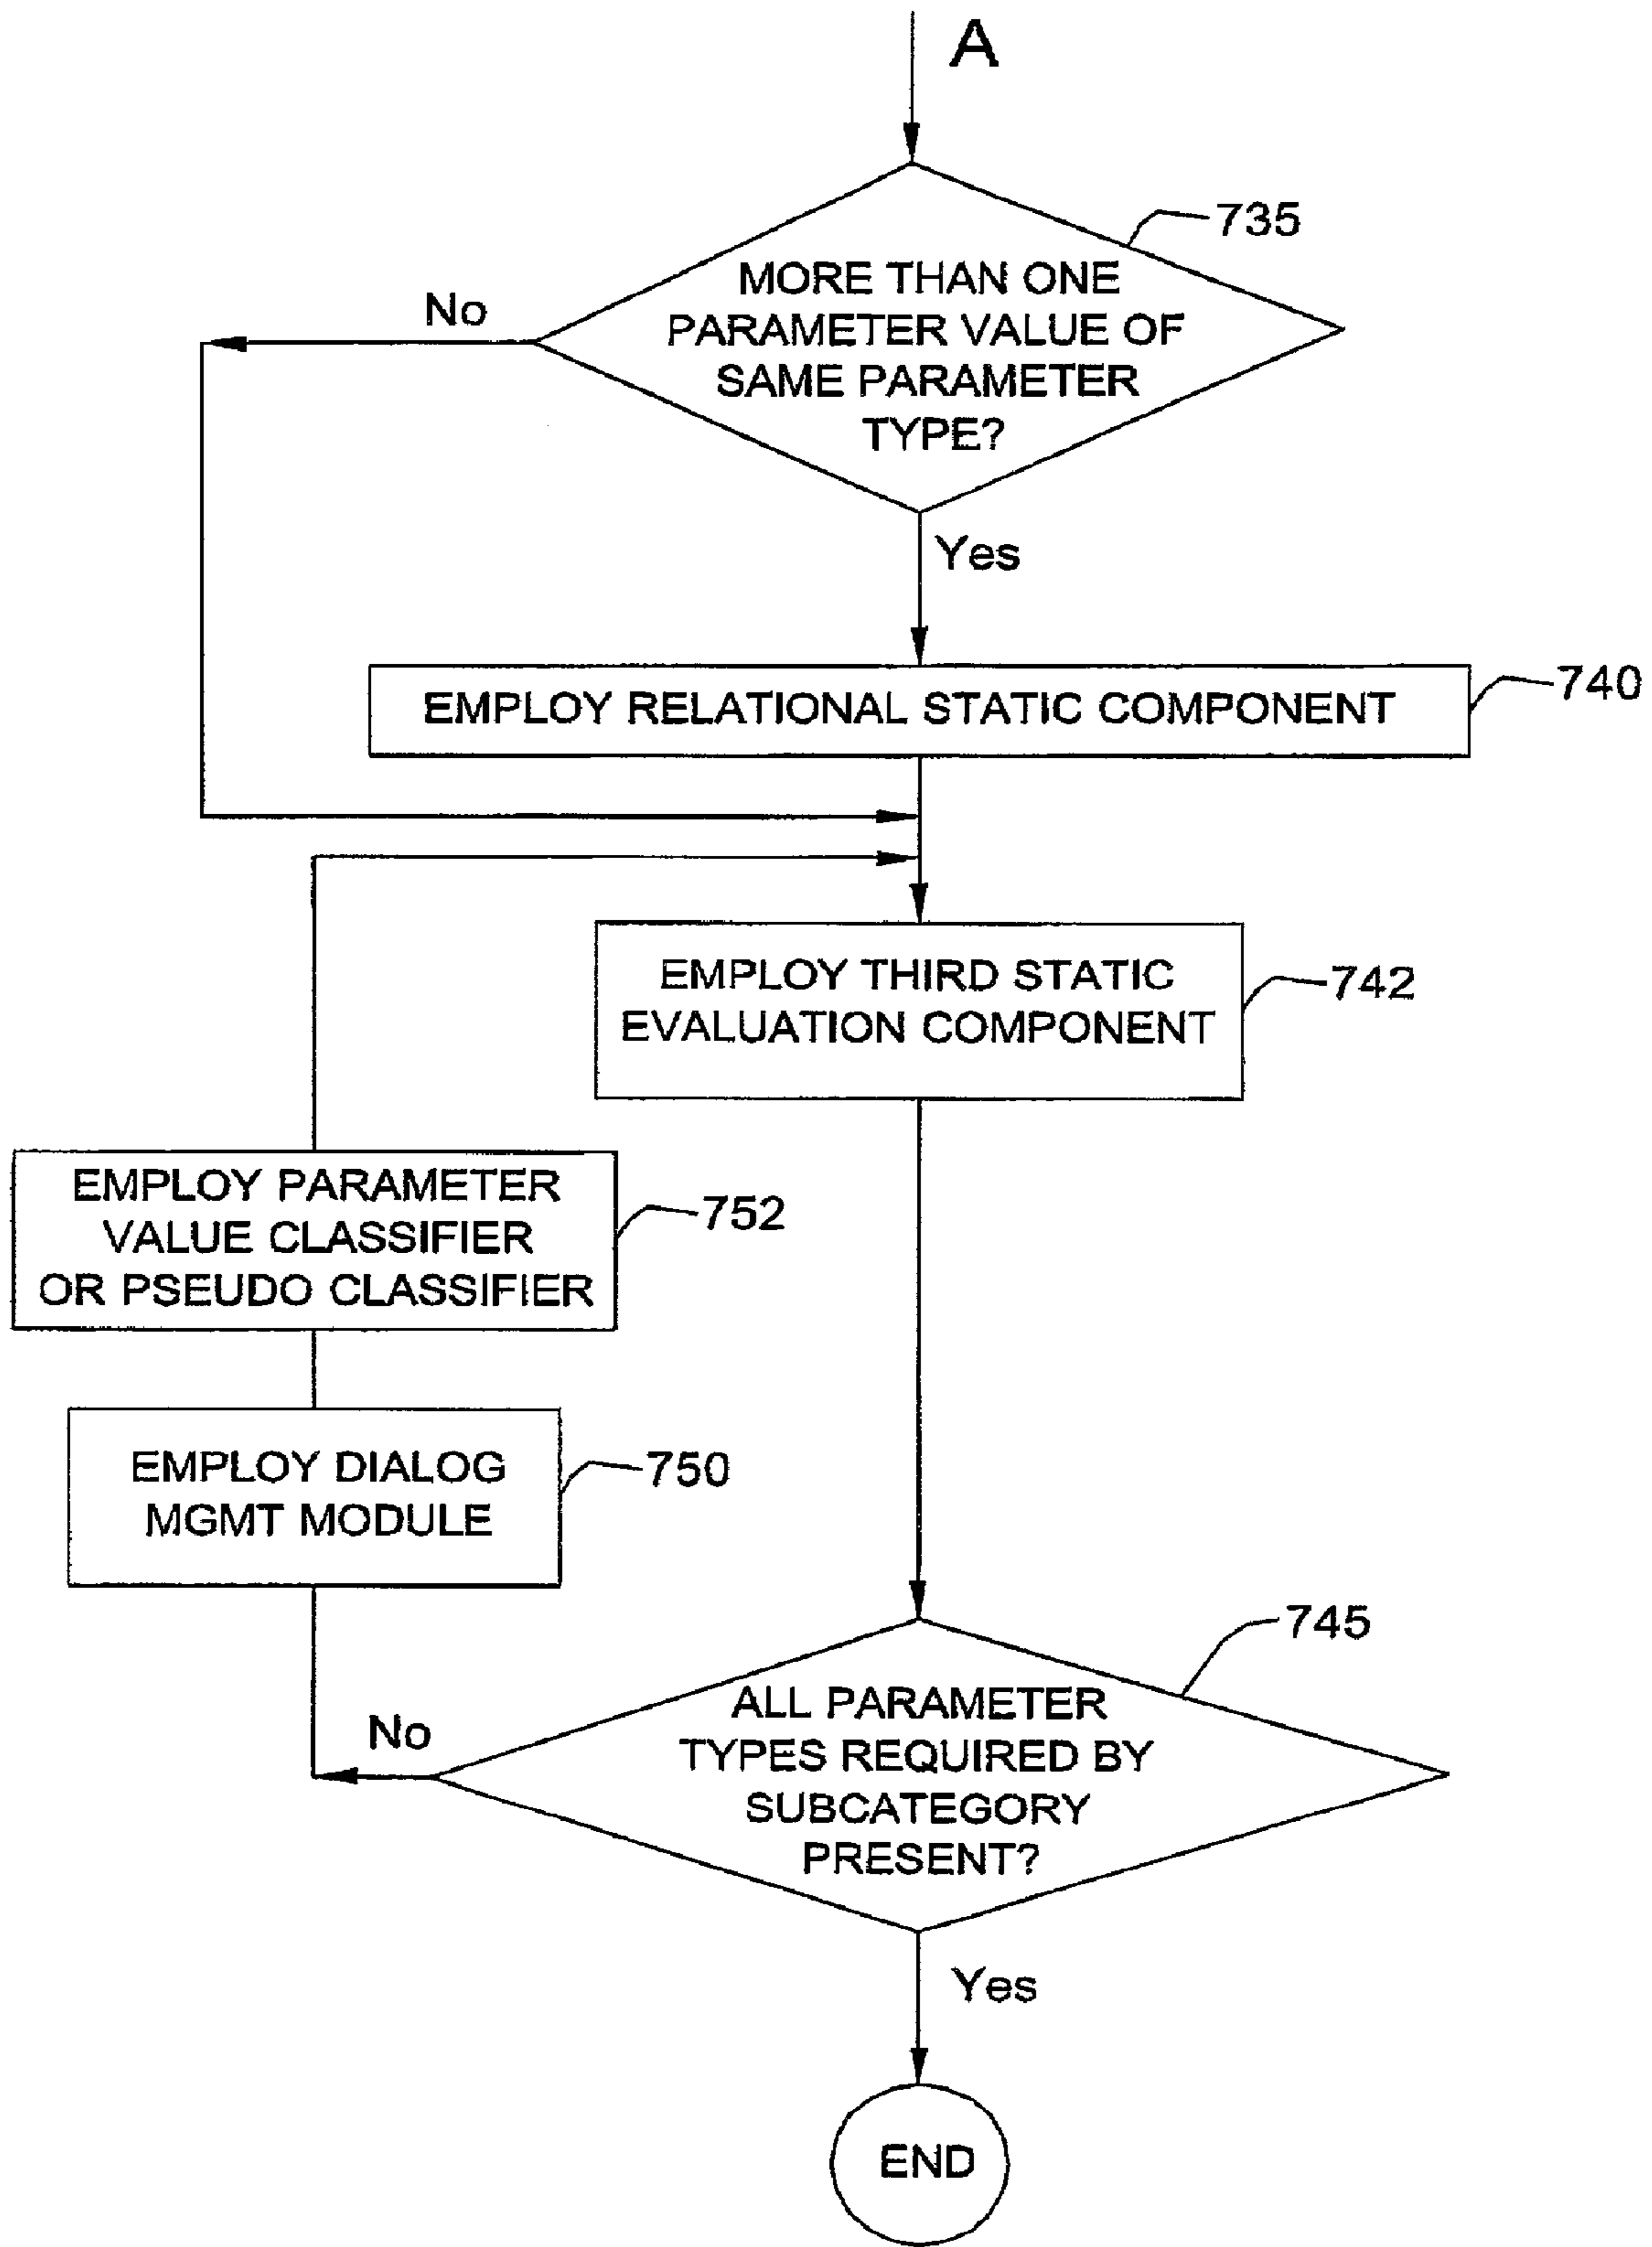 A
735
MORE THAN ONE
PARAMETER VALUE OF
SAME PARAMETER
TYPE?
No
Yes
740
EMPLOY RELATIONAL STATIC COMPONENT
EMPLOY THIRD STATIC
EVALUATION COMPONENT
742
EMPLOY PARAMETER
VALUE CLASSIFIER
OR PSEUDO CLASSIFIER
752
EMPLOY DIALOG
MGMT MODULE
750
745
ALL PARAMETER
TYPES REQUIRED BY
SUBCATEGORY
PRESENT?
No
Yes
END